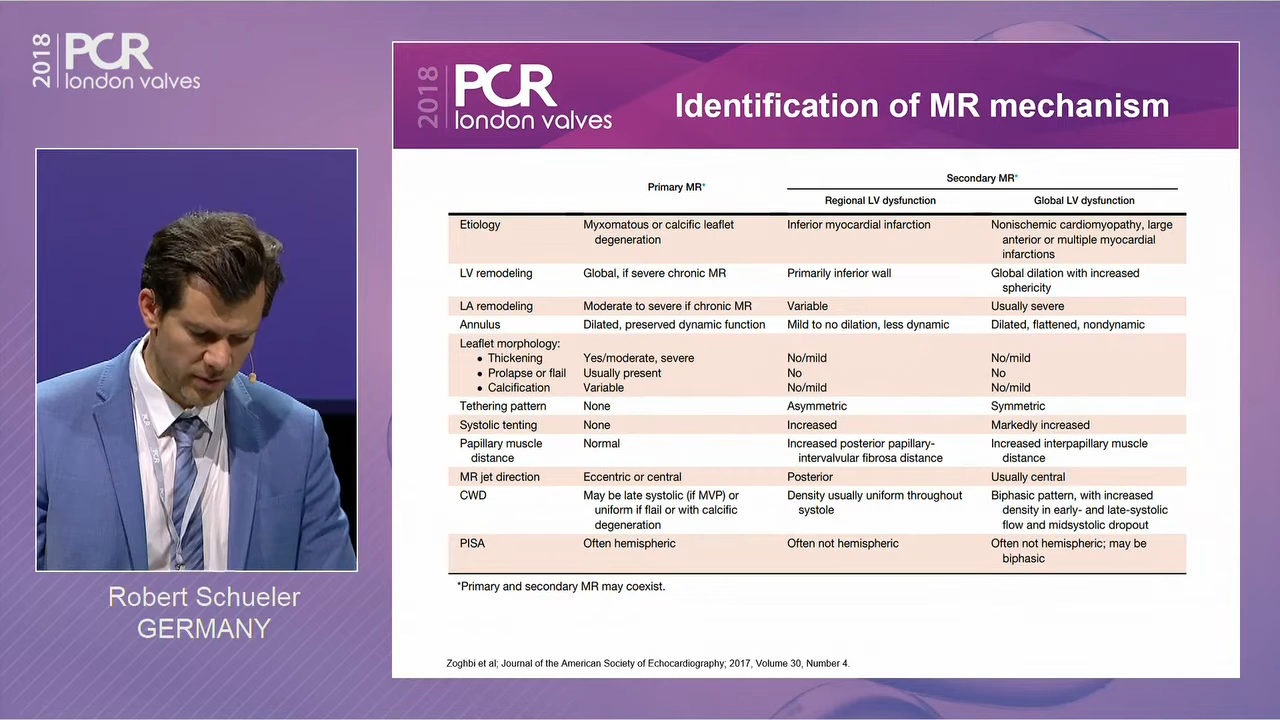 2018 PCR
london valves
2018 PCR
london valves
Identification of MR mechanism
Primary MR*
Secondary MR*
Regional LV dysfunction
Global LV dysfunction
Etiology
Myxomatous or calcific leaflet
degeneration
Inferior myocardial infarction
Nonischemic cardiomyopathy, large
anterior or multiple myocardial
infarctions
LV remodeling
Global, if severe chronic MR
Primarily inferior wall
Global dilation with increased
sphericity
LA remodeling
Moderate to severe if chronic MR
Variable
Usually severe
Annulus
Dilated, preserved dynamic function
Mild to no dilation, less dynamic
Dilated, flattened, nondynamic
Leaflet morphology:
• Thickening
Yes/moderate, severe
No/mild
No/mild
• Prolapse or flail
Usually present
No
No
• Calcification
Variable
No/mild
No/mild
Tethering pattern
None
Asymmetric
Symmetric
Systolic tenting
None
Increased
Markedly increased
Papillary muscle
distance
Normal
Increased posterior papillary-
intervalvular fibrosa distance
Increased interpapillary muscle
distance
MR jet direction
Eccentric or central
Posterior
Usually central
CWD
May be late systolic (if MVP) or
uniform if flail or with calcific
degeneration
Density usually uniform throughout
systole
Biphasic pattern, with increased
density in early- and late-systolic
flow and midsystolic dropout
PISA
Often hemispheric
Often not hemispheric
Often not hemispheric; may be
biphasic
*Primary and secondary MR may coexist.
Zoghbi et al; Journal of the American Society of Echocardiography; 2017, Volume 30, Number 4.
Robert Schueler
GERMANY